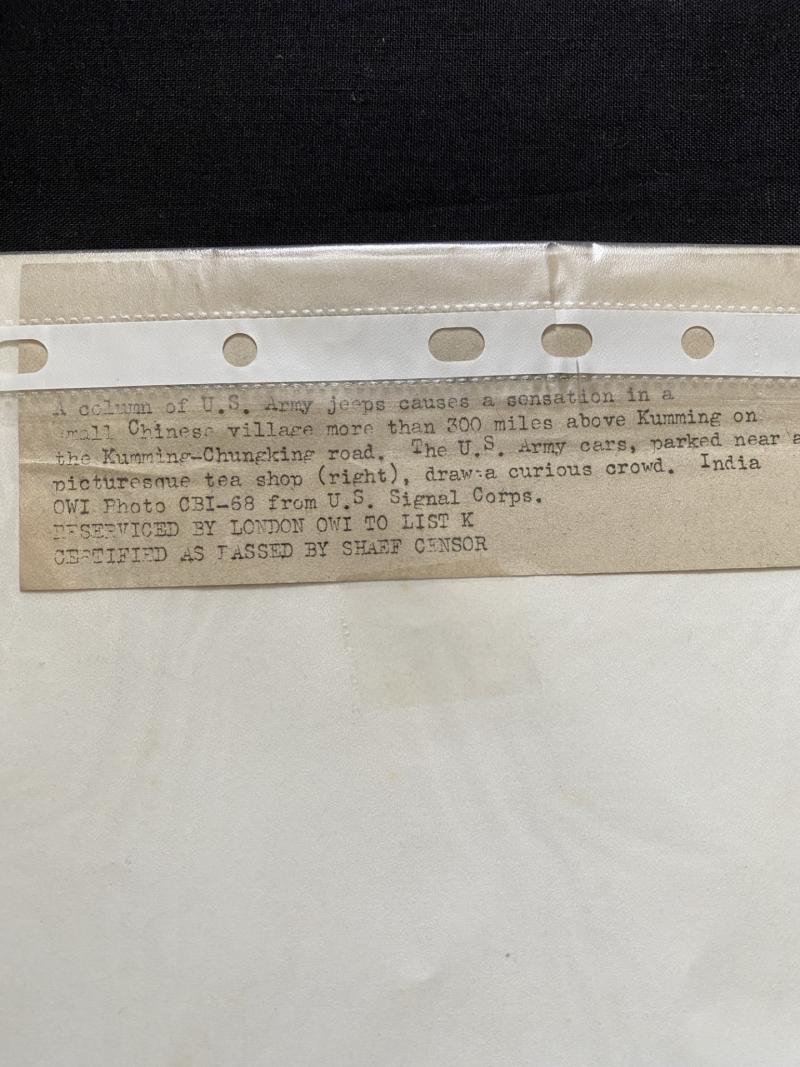 A column of U.S. Army jeeps causes a sensation in a
small Chinese village more than 300 miles above Kumming on
the Kumming-Chungking road. The U.S. Army cars, parked near a
picturesque tea shop (right), draw a curious crowd. India
OWI Photo CBI-68 from U.S. Signal Corps.
RESERVICED BY LONDON OWI TO LIST K
CERTIFIED AS PASSED BY SHAEF CENSOR